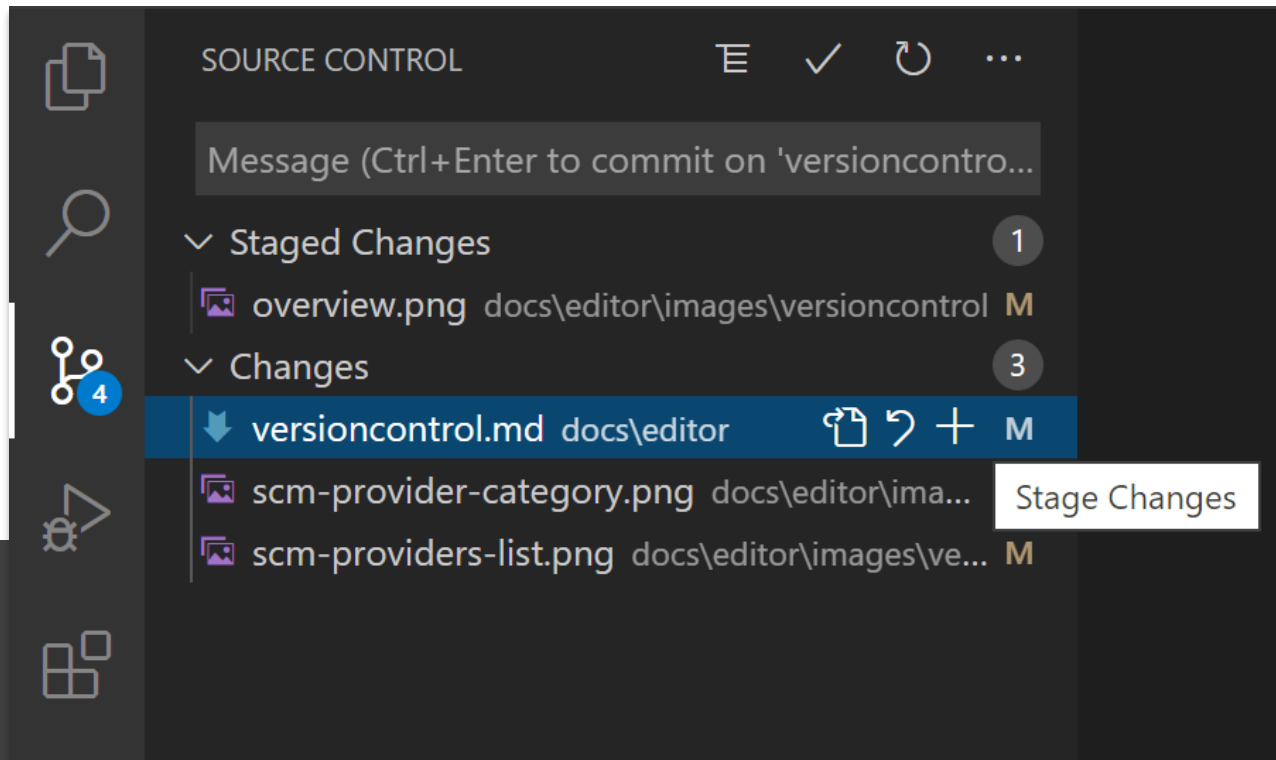 SOURCE CONTROL
Message (Ctrl+Enter to commit on 'versioncontro...
Staged Changes 1
overview.png docs\editor\images\versioncontrol M
Changes 3
4
versioncontrol.md docs\editor M
scm-provider-category.png docs\editor\ima...
Stage Changes
scm-providers-list.png docs\editor\images\ve... M